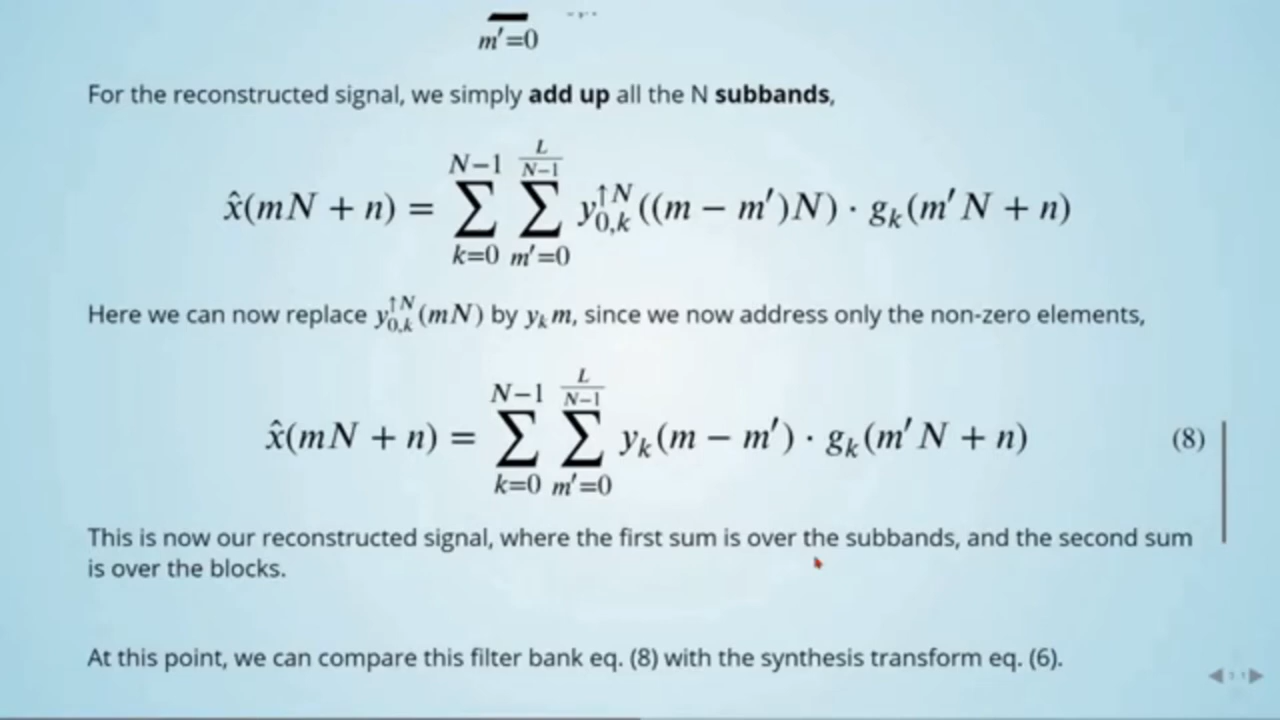 m′=0
For the reconstructed signal, we simply add up all the N subbands,
x̂(mN + n) = ∑_{k=0}^{N−1} ∑_{m′=0}^{\frac{L}{N−1}} y_{0,k}^{↑N}((m − m′)N) · g_k(m′N + n)
Here we can now replace y_{0,k}^{↑N}(mN) by y_k m, since we now address only the non-zero elements,
x̂(mN + n) = ∑_{k=0}^{N−1} ∑_{m′=0}^{\frac{L}{N−1}} y_k(m − m′) · g_k(m′N + n) (8)
This is now our reconstructed signal, where the first sum is over the subbands, and the second sum
is over the blocks.
At this point, we can compare this filter bank eq. (8) with the synthesis transform eq. (6).